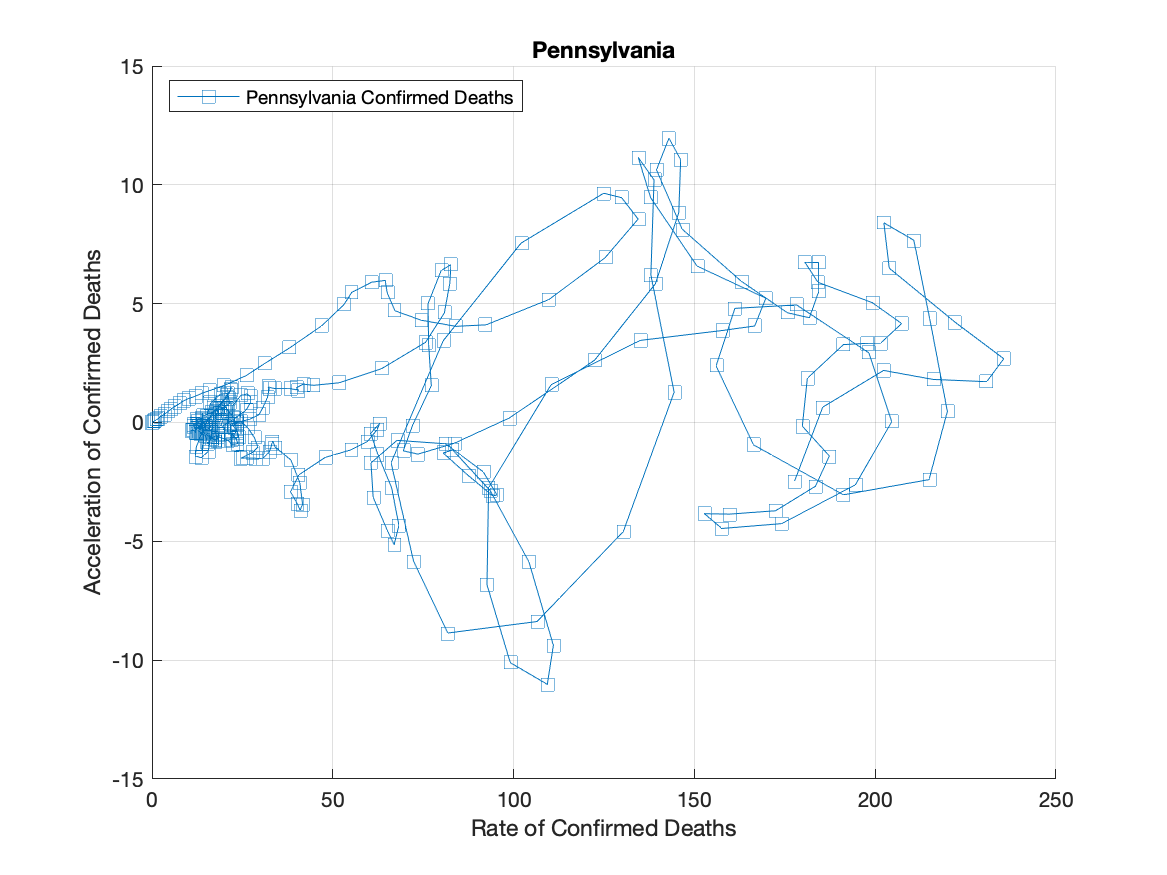 Pennsylvania
15
Pennsylvania Confirmed Deaths
10
5
0
-5
-10
-15
Acceleration of Confirmed Deaths
0 50 100 150 200 250
Rate of Confirmed Deaths